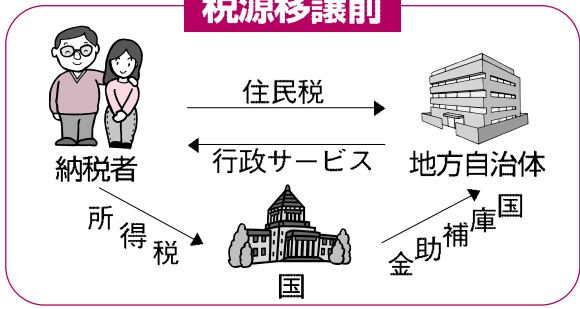 税源移譲前
住民税
行政サービス
納税者
地方自治体
所得税
国庫補助金
国